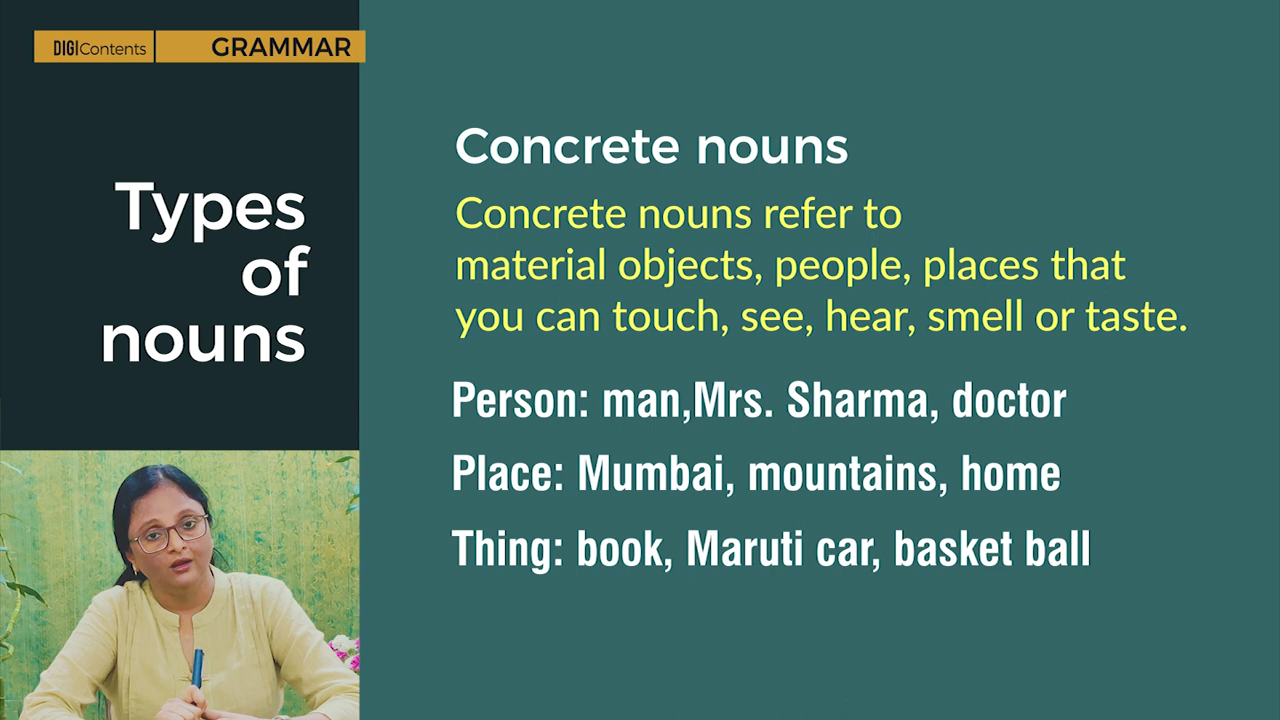 DIGIContents
GRAMMAR
Types
of
nouns
Concrete nouns
Concrete nouns refer to
material objects, people, places that
you can touch, see, hear, smell or taste.
Person: man,Mrs. Sharma, doctor
Place: Mumbai, mountains, home
Thing: book, Maruti car, basket ball